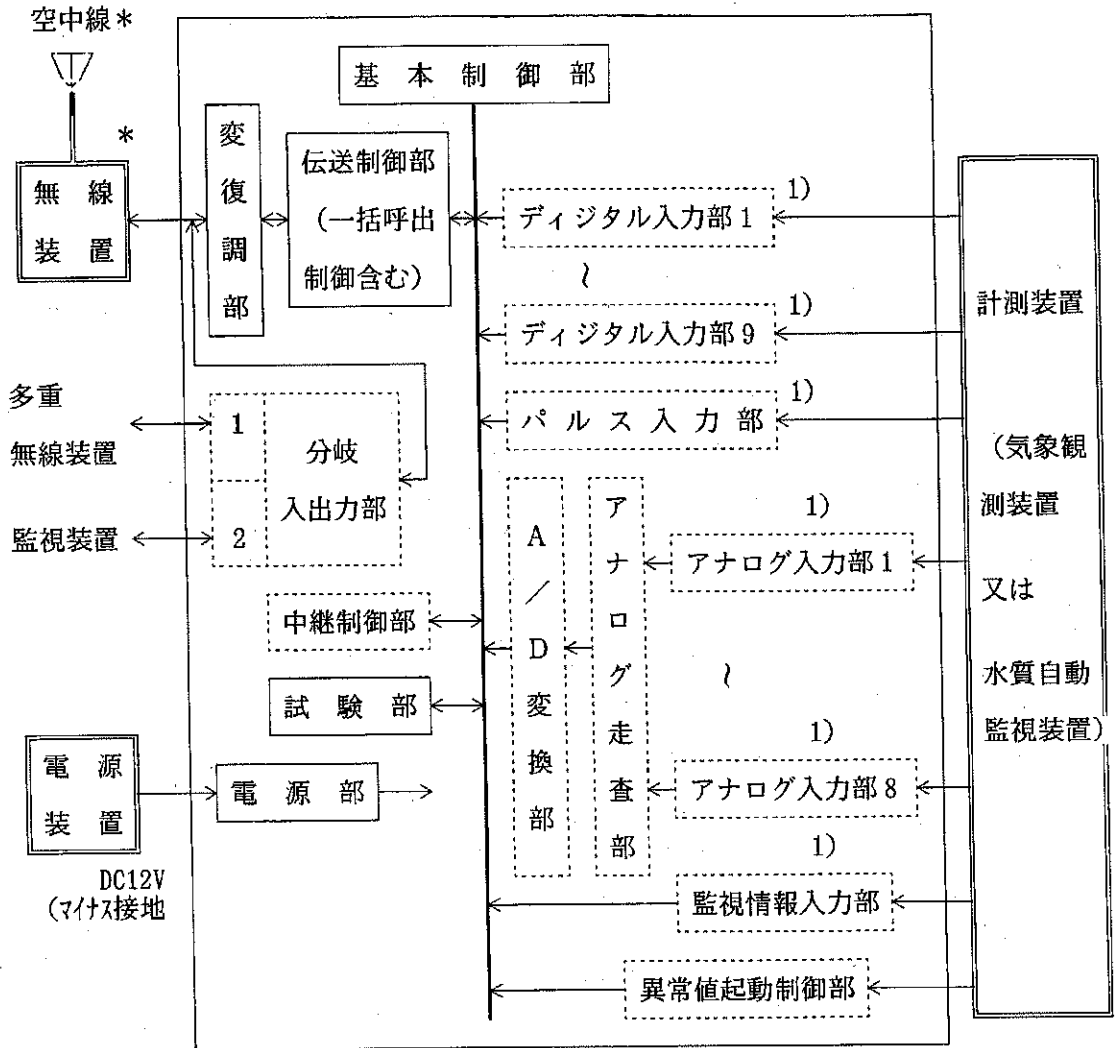 空中線*
基本制御部
*
無線
装置
変復調部
伝送制御部
(一括呼出
制御含む)
ディジタル入力部1
1)
~
ディジタル入力部9
1)
パルス入力部
1)
多重
無線装置
監視装置
1
2
分岐
入出力部
中継制御部
試験部
電源
装置
電源部
DC12V
(マイナス接地
A/D変換部
アナログ走査部
アナログ入力部1
1)
~
アナログ入力部8
1)
監視情報入力部
1)
異常値起動制御部
計測装置
(気象観
測装置
又は
水質自動
監視装置)